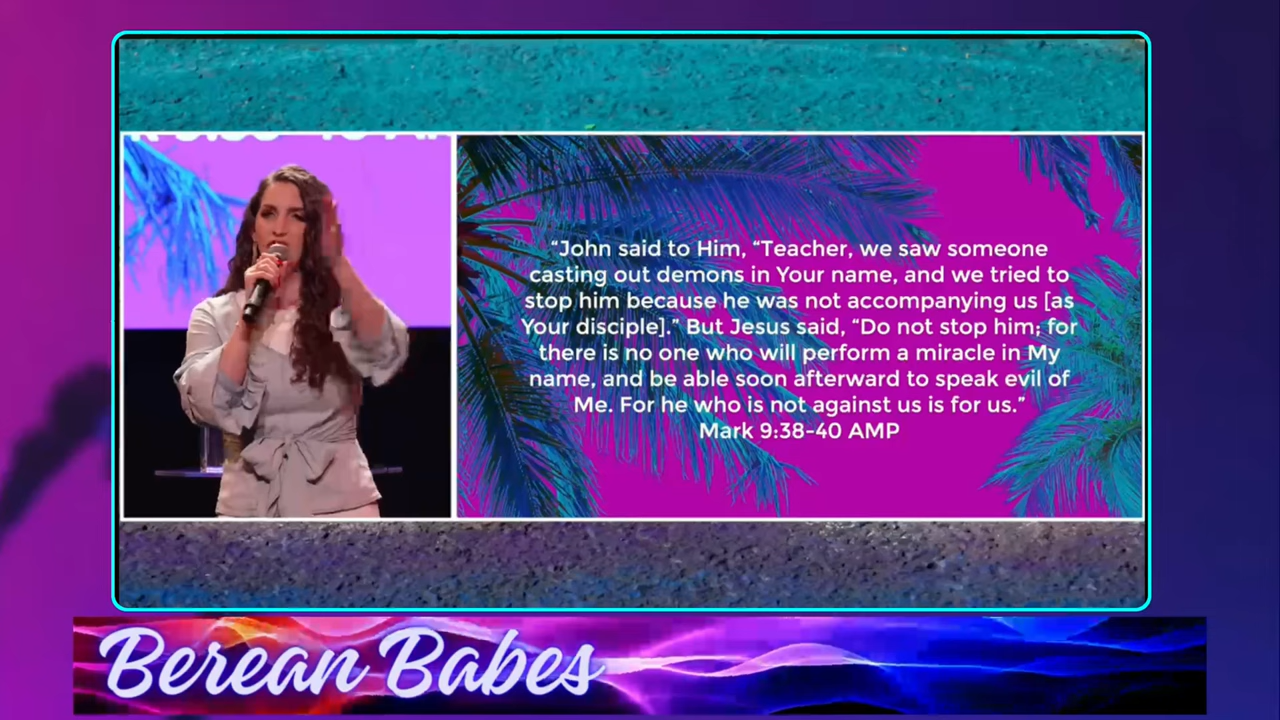 “John said to Him, “Teacher, we saw someone
casting out demons in Your name, and we tried to
stop him because he was not accompanying us [as
Your disciple].” But Jesus said, “Do not stop him; for
there is no one who will perform a miracle in My
name, and be able soon afterward to speak evil of
Me. For he who is not against us is for us.”
Mark 9:38-40 AMP
Berean Babes